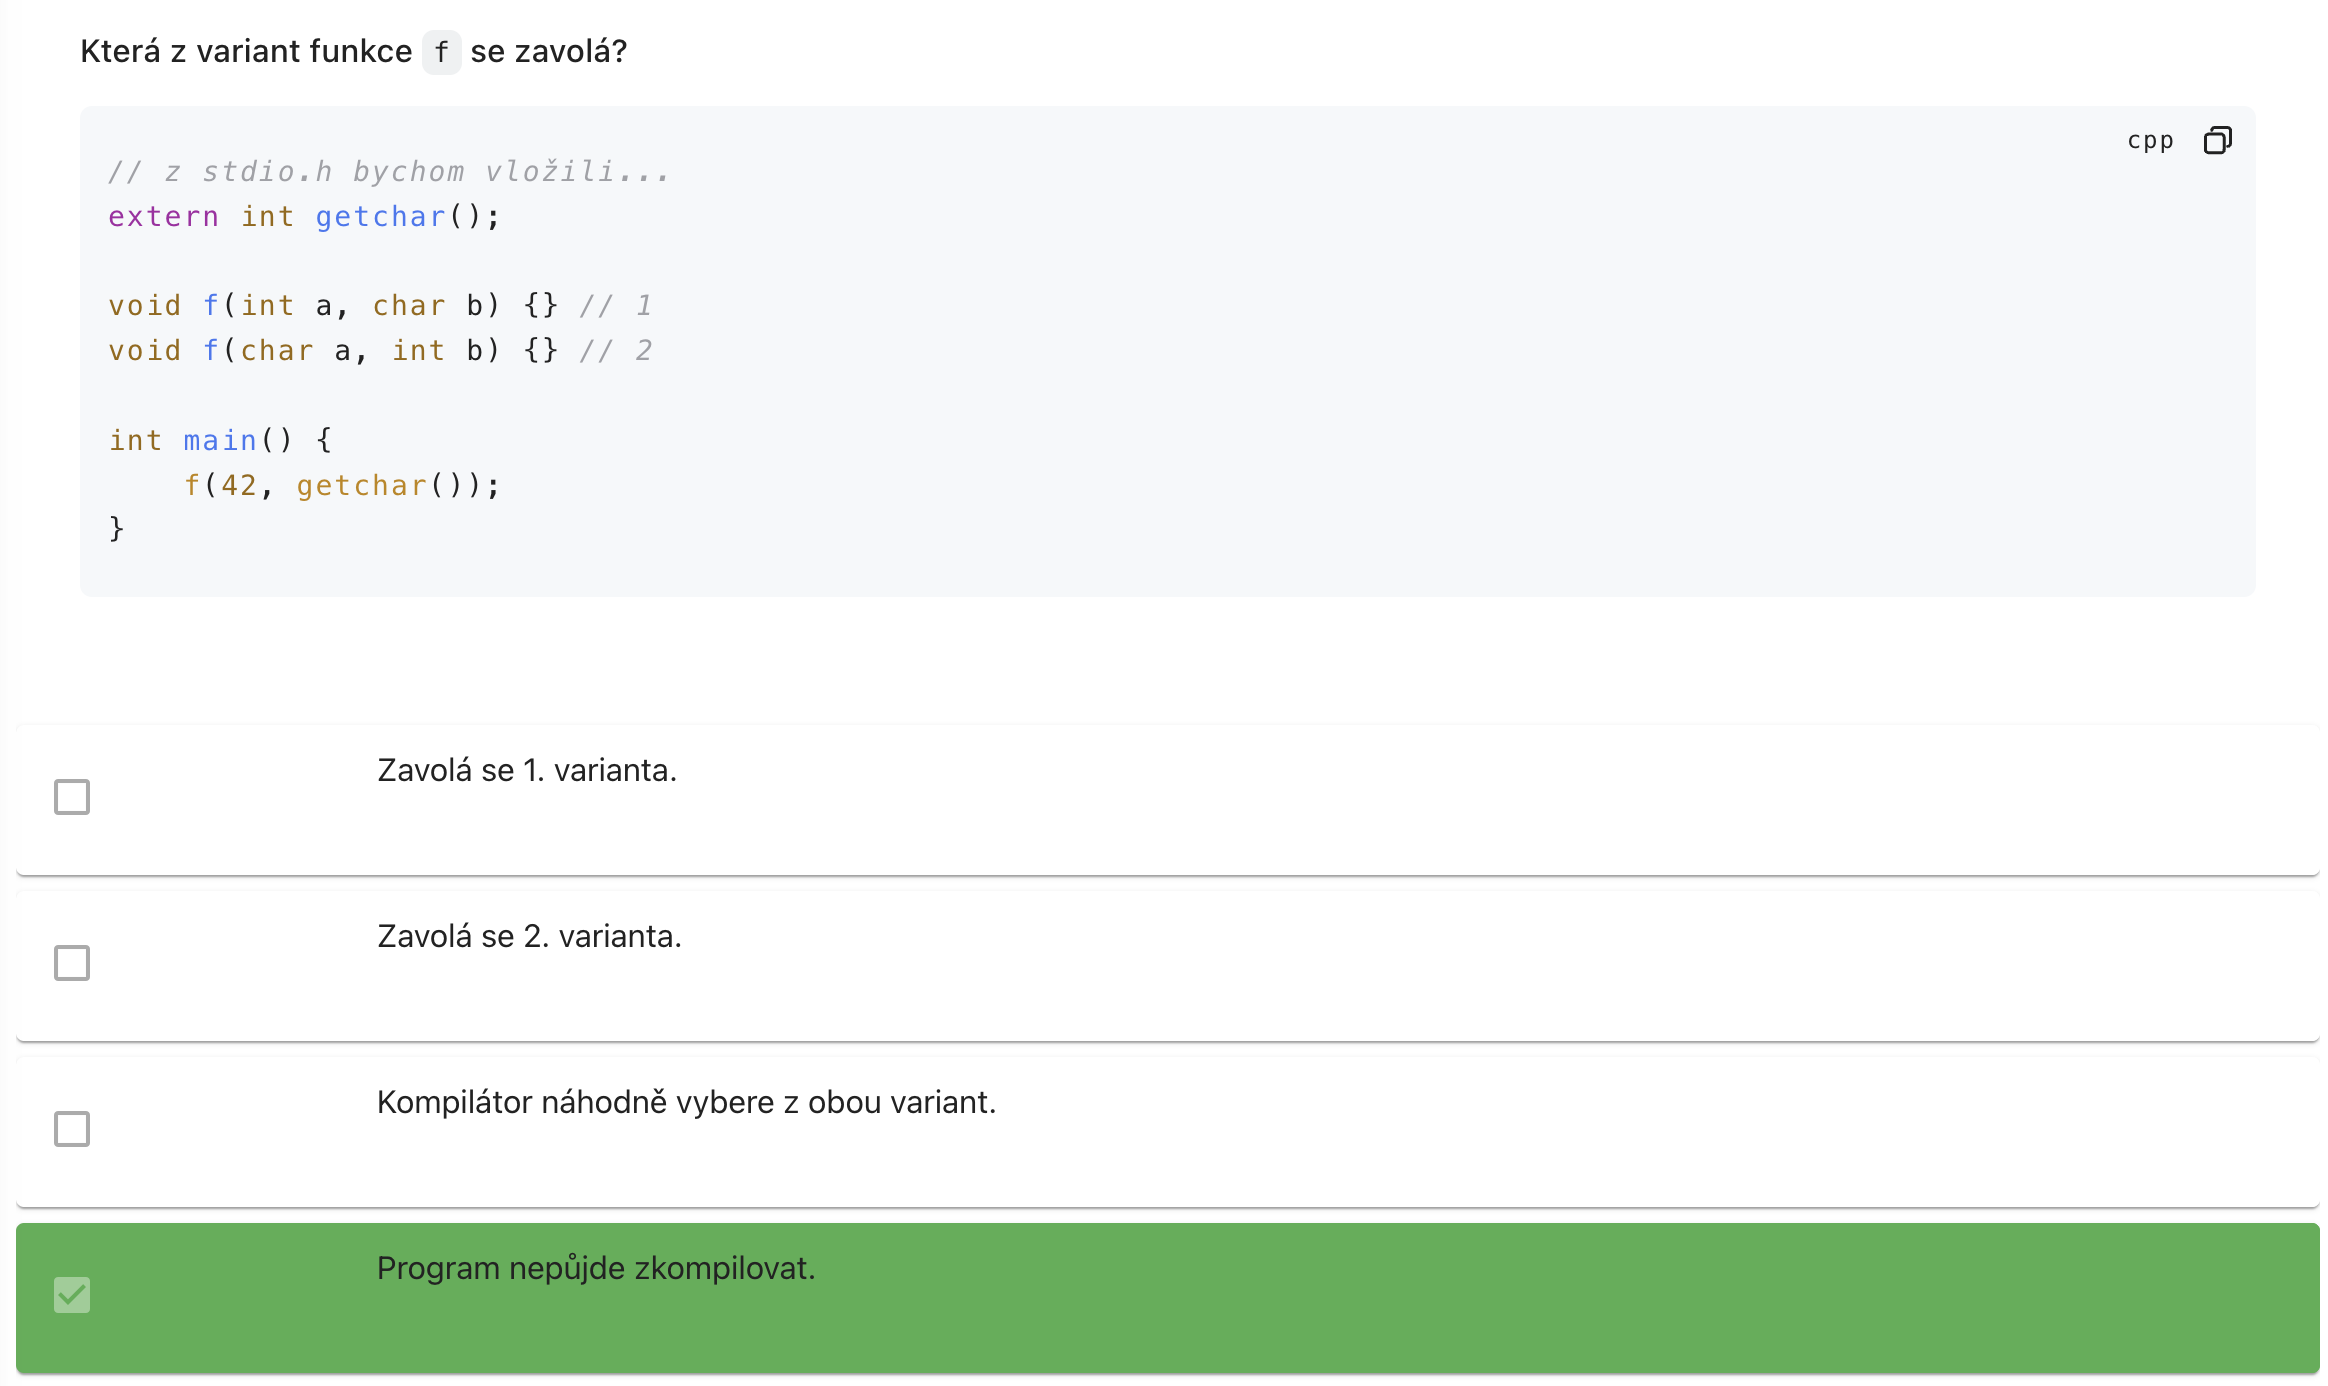 Která z variant funkce f se zavolá?
cpp
// z stdio.h bychom vložili...
extern int getchar();
void f(int a, char b) {} // 1
void f(char a, int b) {} // 2
int main() {
    f(42, getchar());
}
Zavolá se 1. varianta.
Zavolá se 2. varianta.
Kompilátor náhodně vybere z obou variant.
Program nepůjde zkompilovat.